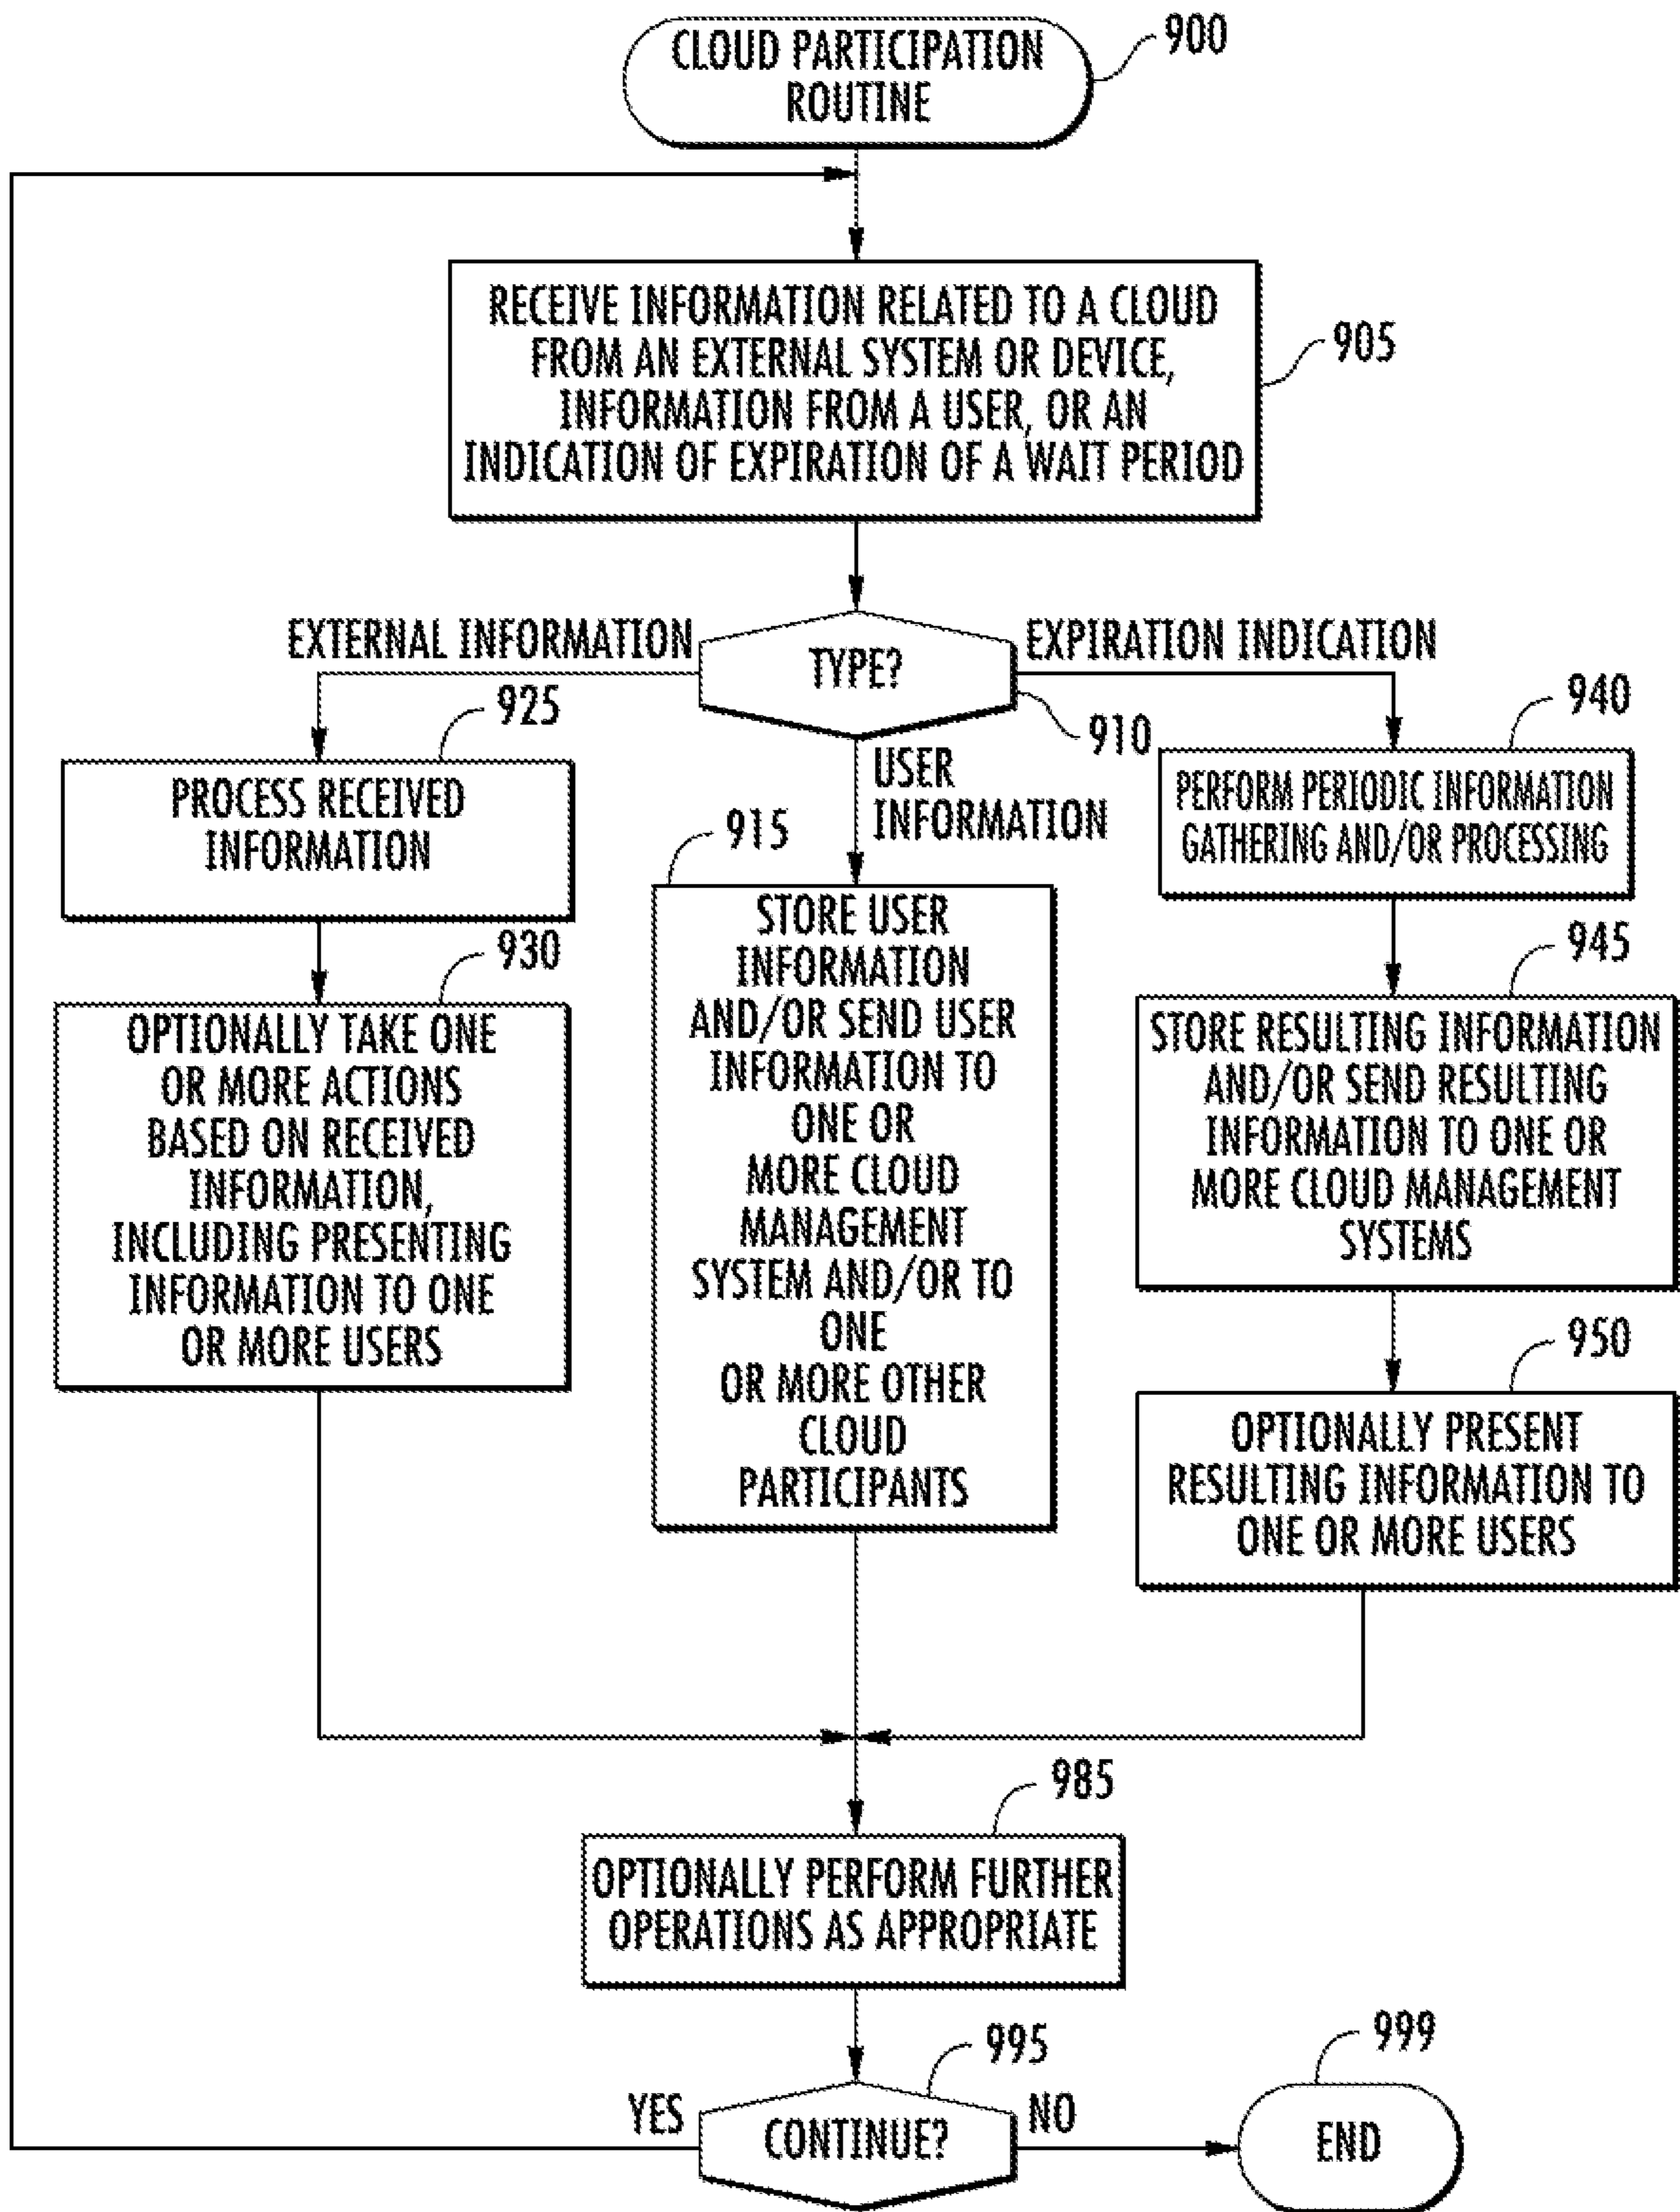 CLOUD PARTICIPATION
ROUTINE
900
RECEIVE INFORMATION RELATED TO A CLOUD
FROM AN EXTERNAL SYSTEM OR DEVICE,
INFORMATION FROM A USER, OR AN
INDICATION OF EXPIRATION OF A WAIT PERIOD
905
TYPE?
910
EXTERNAL INFORMATION
925
PROCESS RECEIVED
INFORMATION
930
OPTIONALLY TAKE ONE
OR MORE ACTIONS
BASED ON RECEIVED
INFORMATION,
INCLUDING PRESENTING
INFORMATION TO ONE
OR MORE USERS
USER
INFORMATION
915
STORE USER
INFORMATION
AND/OR SEND USER
INFORMATION TO
ONE OR
MORE CLOUD
MANAGEMENT
SYSTEM AND/OR TO
ONE
OR MORE OTHER
CLOUD
PARTICIPANTS
EXPIRATION INDICATION
940
PERFORM PERIODIC INFORMATION
GATHERING AND/OR PROCESSING
945
STORE RESULTING INFORMATION
AND/OR SEND RESULTING
INFORMATION TO ONE OR
MORE CLOUD MANAGEMENT
SYSTEMS
950
OPTIONALLY PRESENT
RESULTING INFORMATION TO
ONE OR MORE USERS
985
OPTIONALLY PERFORM FURTHER
OPERATIONS AS APPROPRIATE
995
YES
CONTINUE?
NO
999
END